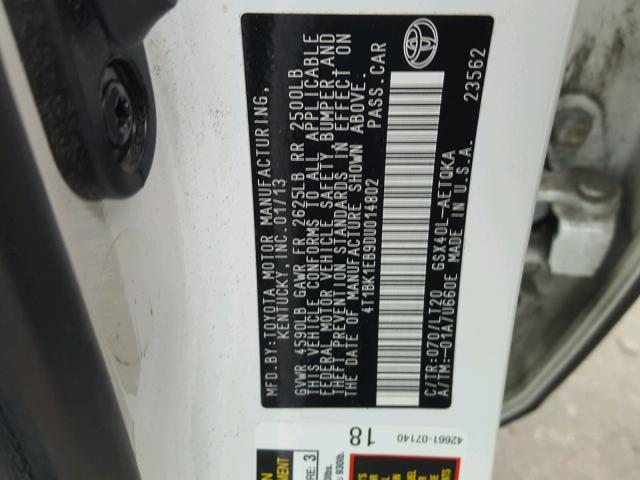 MFD.BY:TOYOTA MOTOR MANUFACTURING,
KENTUCKY,INC.01/13
GVWR 4590LB GAWR FR 2625LB RR 2500LB
THIS VEHICLE CONFORMS TO ALL APPLICABLE
FEDERAL MOTOR VEHICLE SAFETY BUMPER,AND
THEFT PREVENTION STANDARDS IN EFFECT ON
THE DATE OF MANUFACTURE SHOWN ABOVE.
4T1BK1EB9DU014802 PASS.CAR
C/TR:070/LT20 GSX40L-AETQKA
A/TM:-01A/U660E MADE IN U.S.A.
23562
18
42661-07140